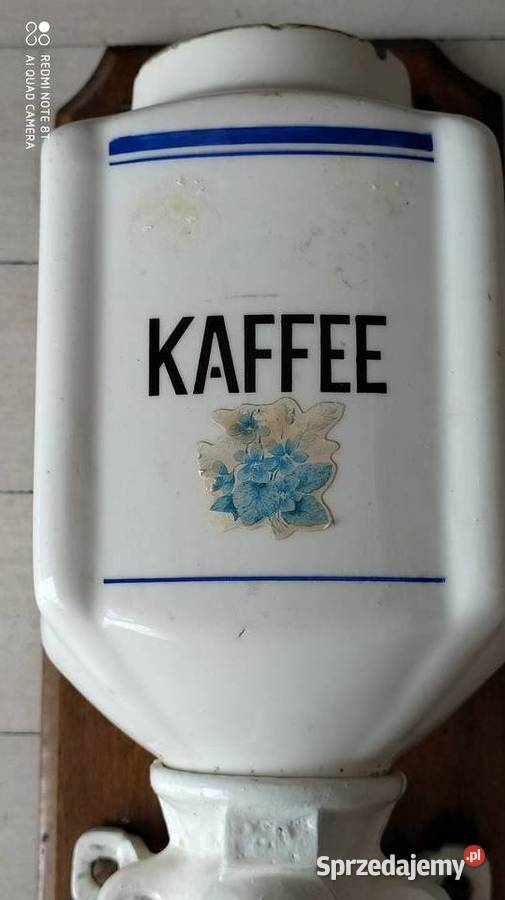 REDMI NOTE 8T
AI QUAD CAMERA
KAFFEE
Sprzedajemy.pl